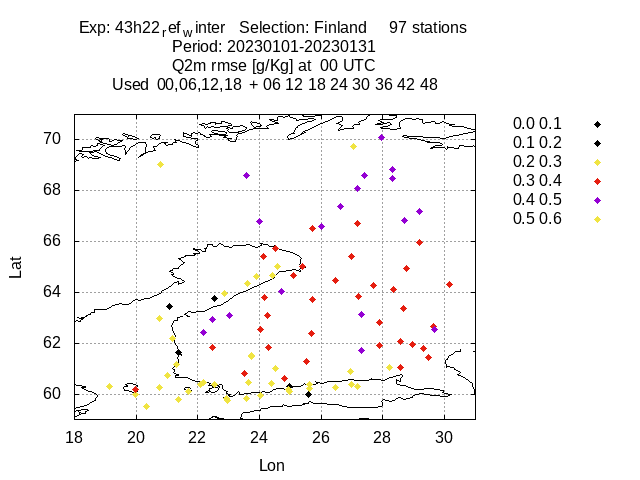 Exp: 43h22refwinter   Selection: Finland     97 stations
Period: 20230101-20230131
Q2m rmse [g/Kg] at  00 UTC
Used  00,06,12,18  + 06 12 18 24 30 36 42 48
0.0 0.1
0.1 0.2
0.2 0.3
0.3 0.4
0.4 0.5
0.5 0.6
70
68
66
64
62
60
Lat
18 20 22 24 26 28 30
Lon